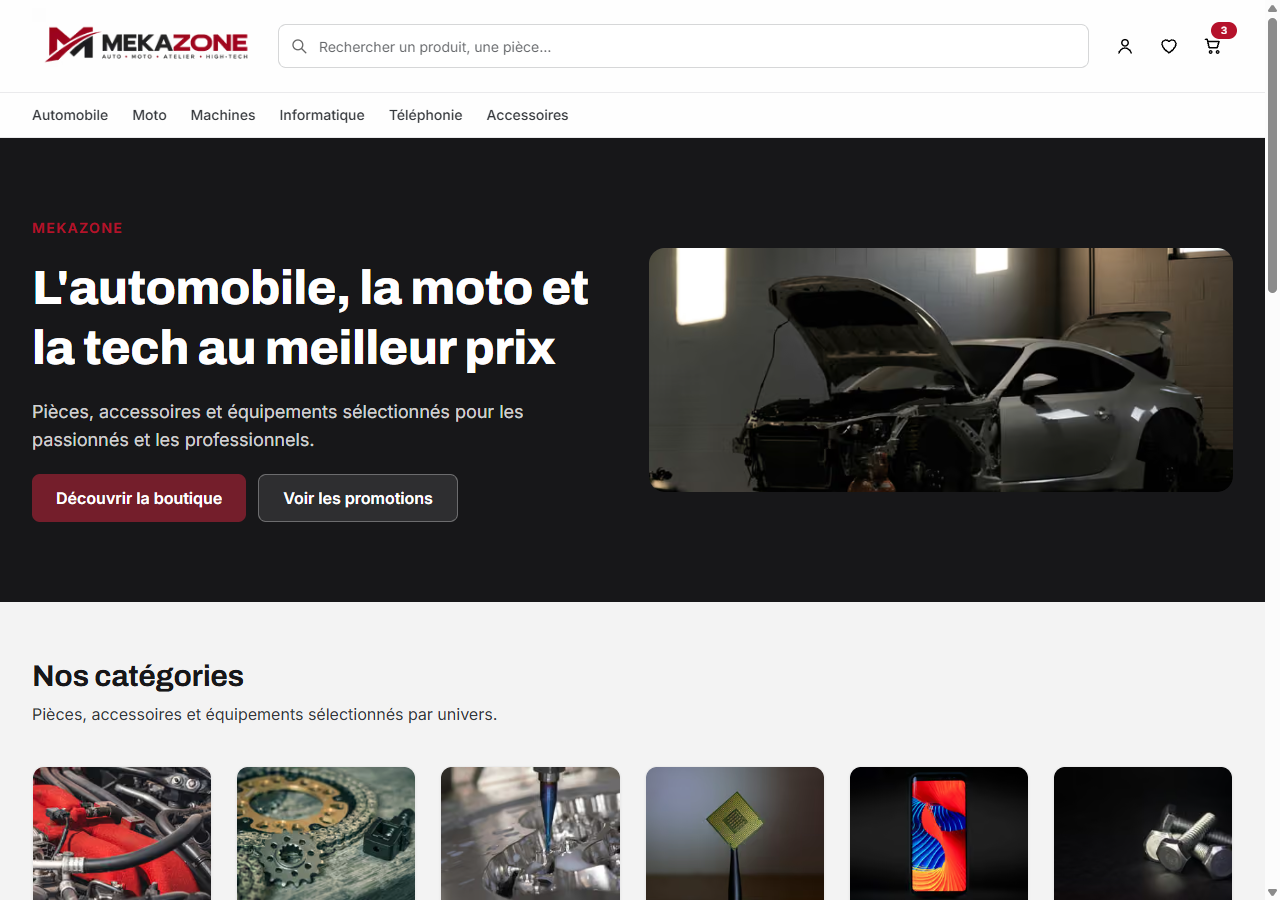 MEKAZONE
AUTO • MOTO • ATELIER • HIGH-TECH
Rechercher un produit, une pièce...
3
Automobile Moto Machines Informatique Téléphonie Accessoires
MEKAZONE
L'automobile, la moto et
la tech au meilleur prix
Pièces, accessoires et équipements sélectionnés pour les
passionnés et les professionnels.
Découvrir la boutique Voir les promotions
Nos catégories
Pièces, accessoires et équipements sélectionnés par univers.